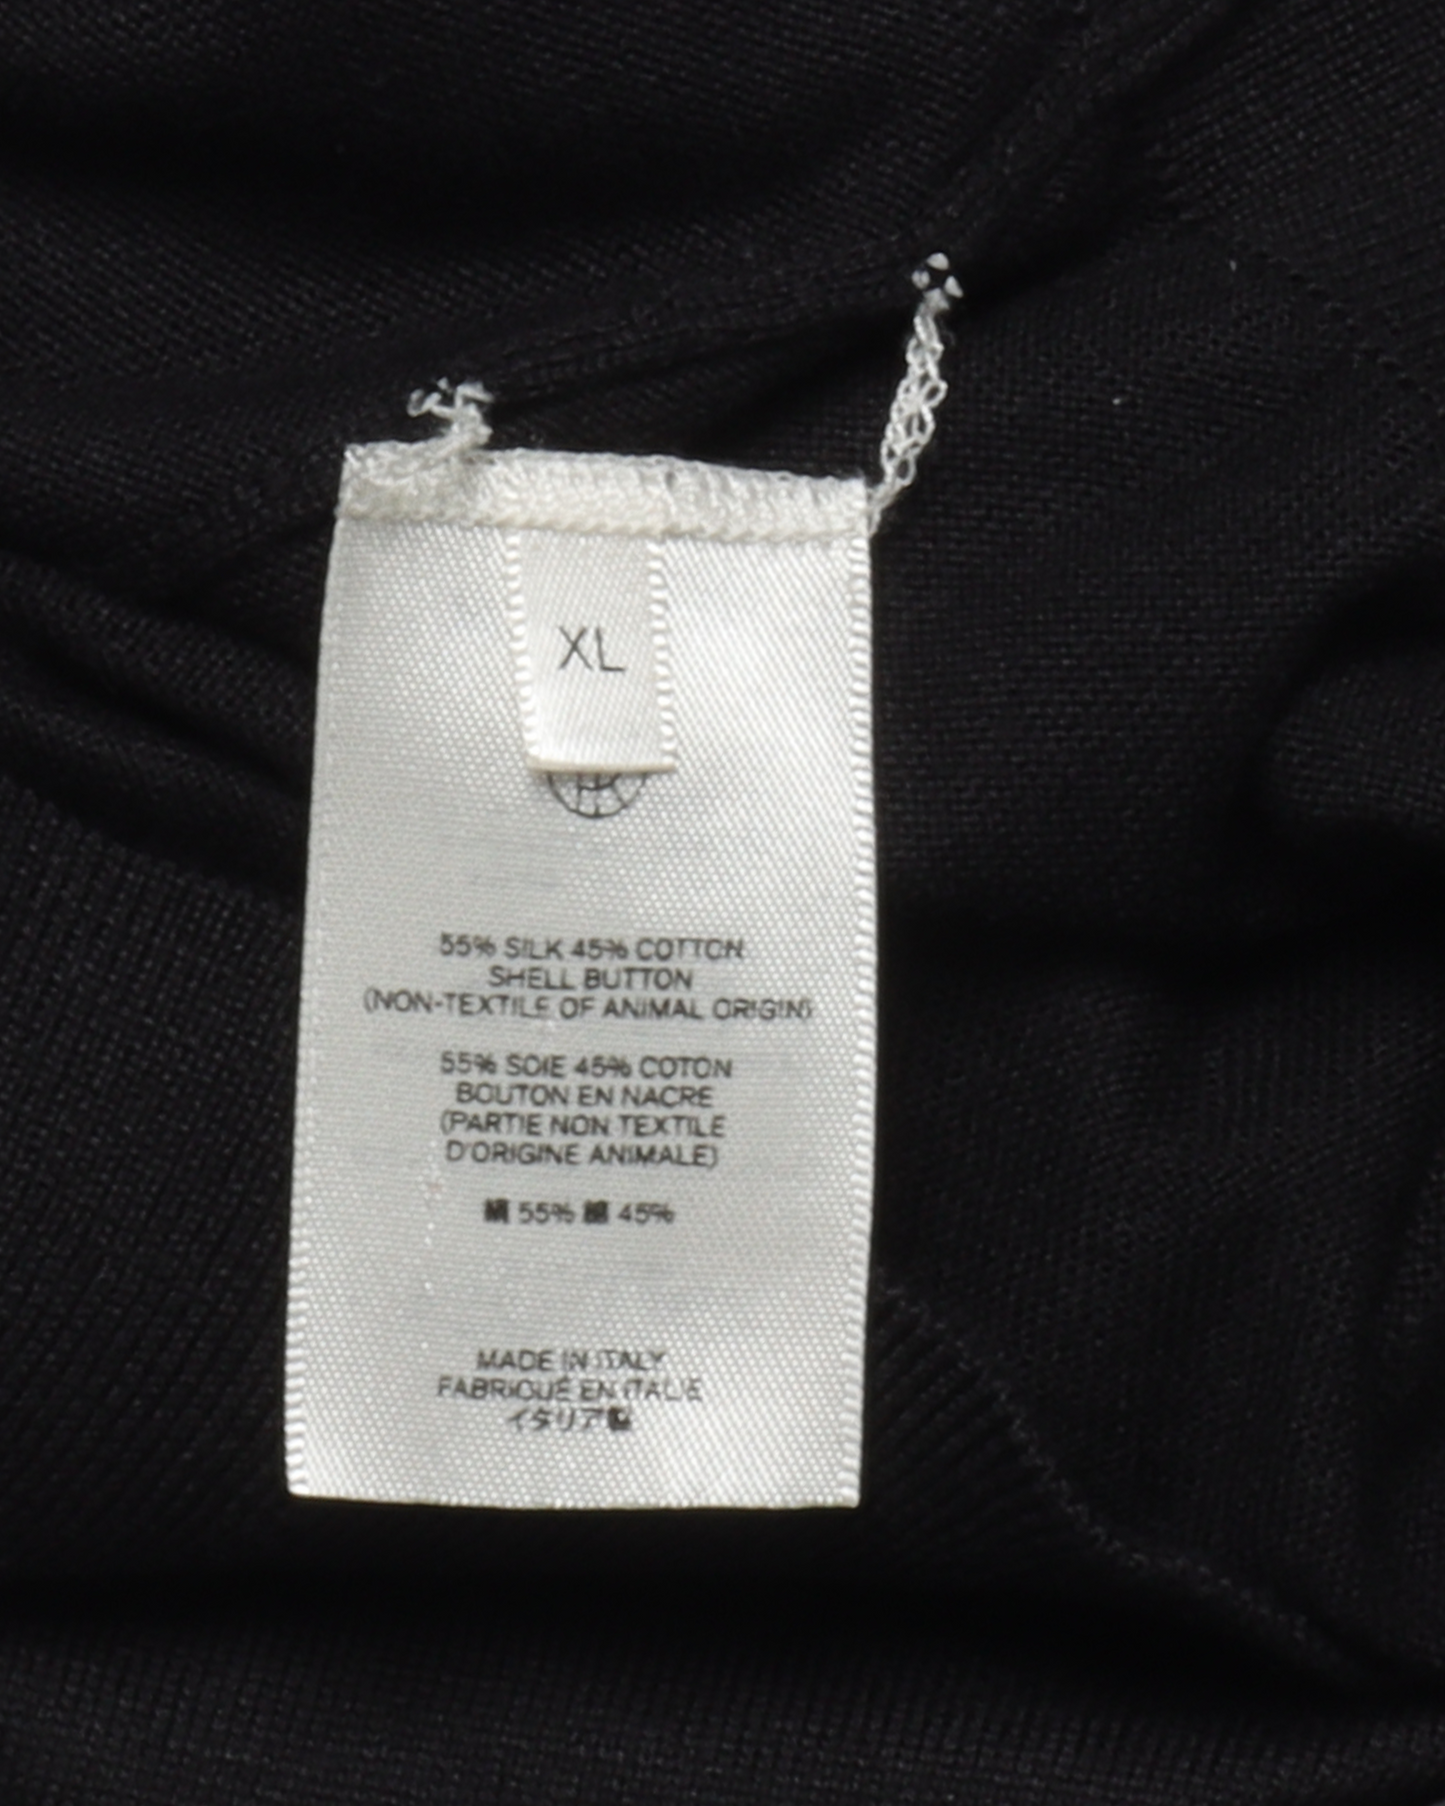 XL
55% SILK 45% COTTON
SHELL BUTTON
(NON-TEXTILE OF ANIMAL ORIGIN)
55% SOIE 45% COTON
BOUTON EN NACRE
(PARTIE NON TEXTILE
D'ORIGINE ANIMALE)
絹 55% 綿 45%
MADE IN ITALY
FABRIQUÉ EN ITALIE
イタリア製